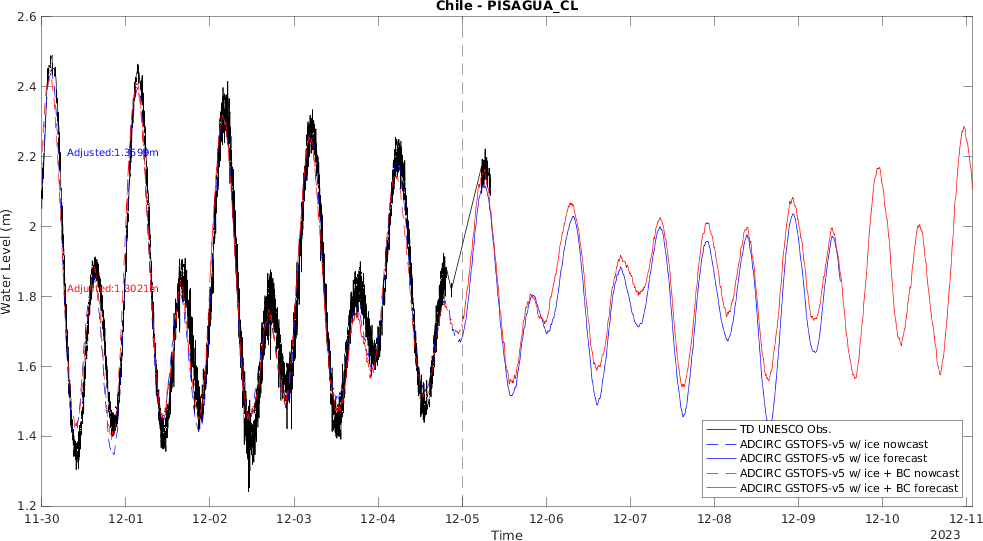 Chile - PISAGUA_CL
2.6
2.4
2.2
2
1.8
1.6
1.4
1.2
Water Level (m)
Adjusted:1.3599m
Adjusted:1.3021m
TD UNESCO Obs.
ADCIRC GSTOFS-v5 w/ ice nowcast
ADCIRC GSTOFS-v5 w/ ice forecast
ADCIRC GSTOFS-v5 w/ ice + BC nowcast
ADCIRC GSTOFS-v5 w/ ice + BC forecast
11-30 12-01 12-02 12-03 12-04 12-05 12-06 12-07 12-08 12-09 12-10 12-11
Time
2023